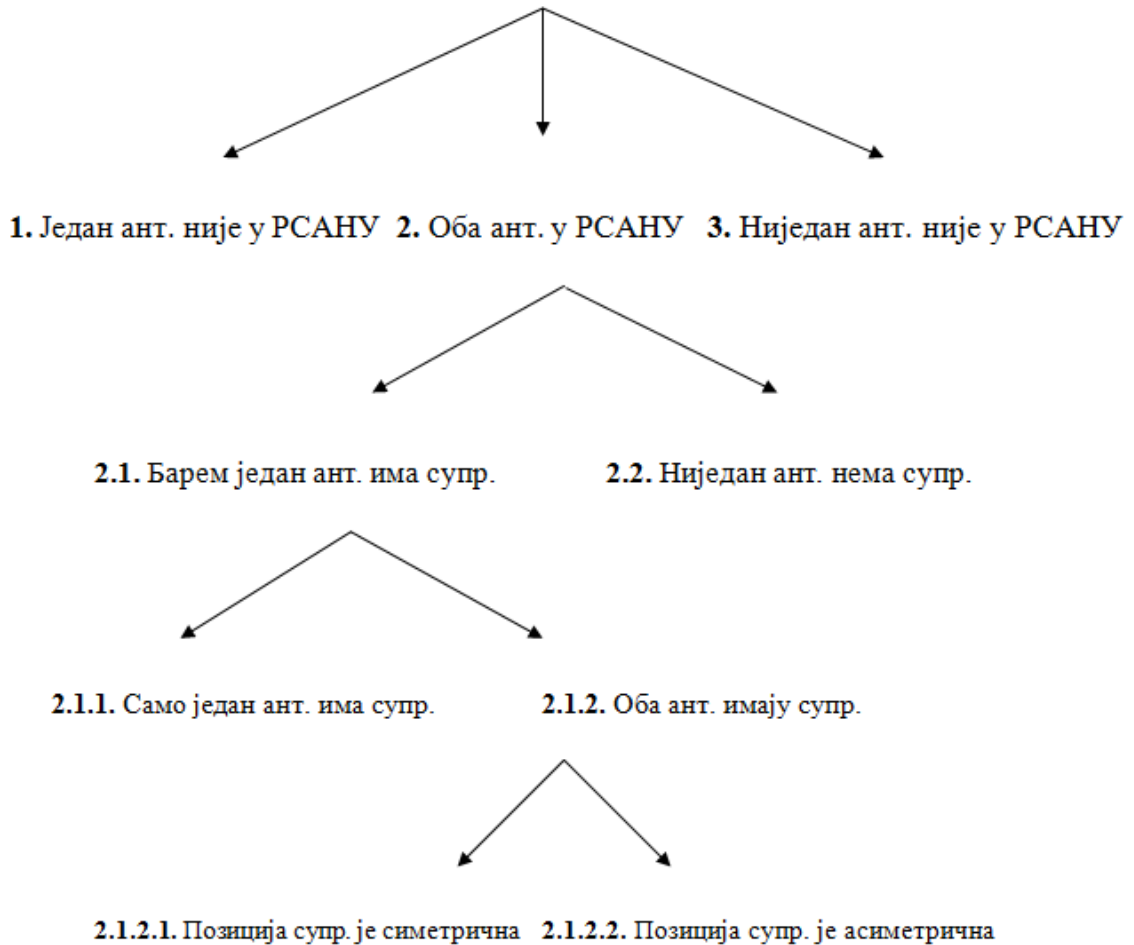 1. Један ант. није у РСАНУ 2. Оба ант. у РСАНУ 3. Ниједан ант. није у РСАНУ
2.1. Барем један ант. има супр. 2.2. Ниједан ант. нема супр.
2.1.1. Само један ант. има супр. 2.1.2. Оба ант. имају супр.
2.1.2.1. Позиција супр. је симетрична 2.1.2.2. Позиција супр. је асиметрична